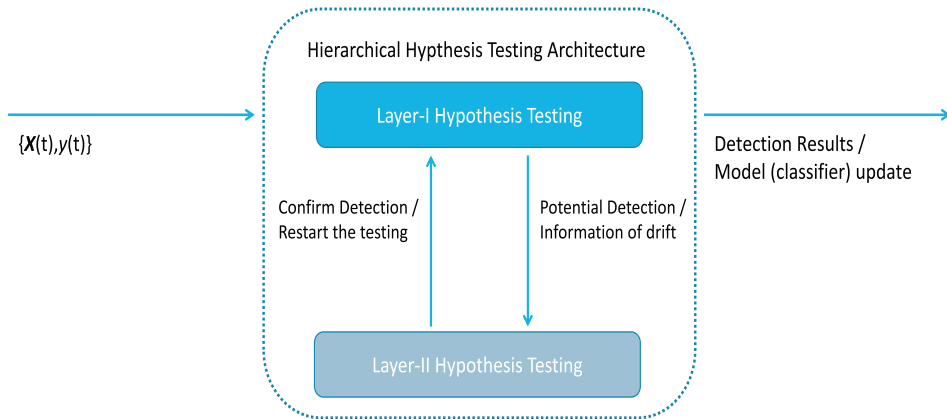 Hierarchical Hypthesis Testing Architecture
Layer-I Hypothesis Testing
{X(t),y(t)}
Detection Results /
Model (classifier) update
Confirm Detection /
Restart the testing
Potential Detection /
Information of drift
Layer-II Hypothesis Testing